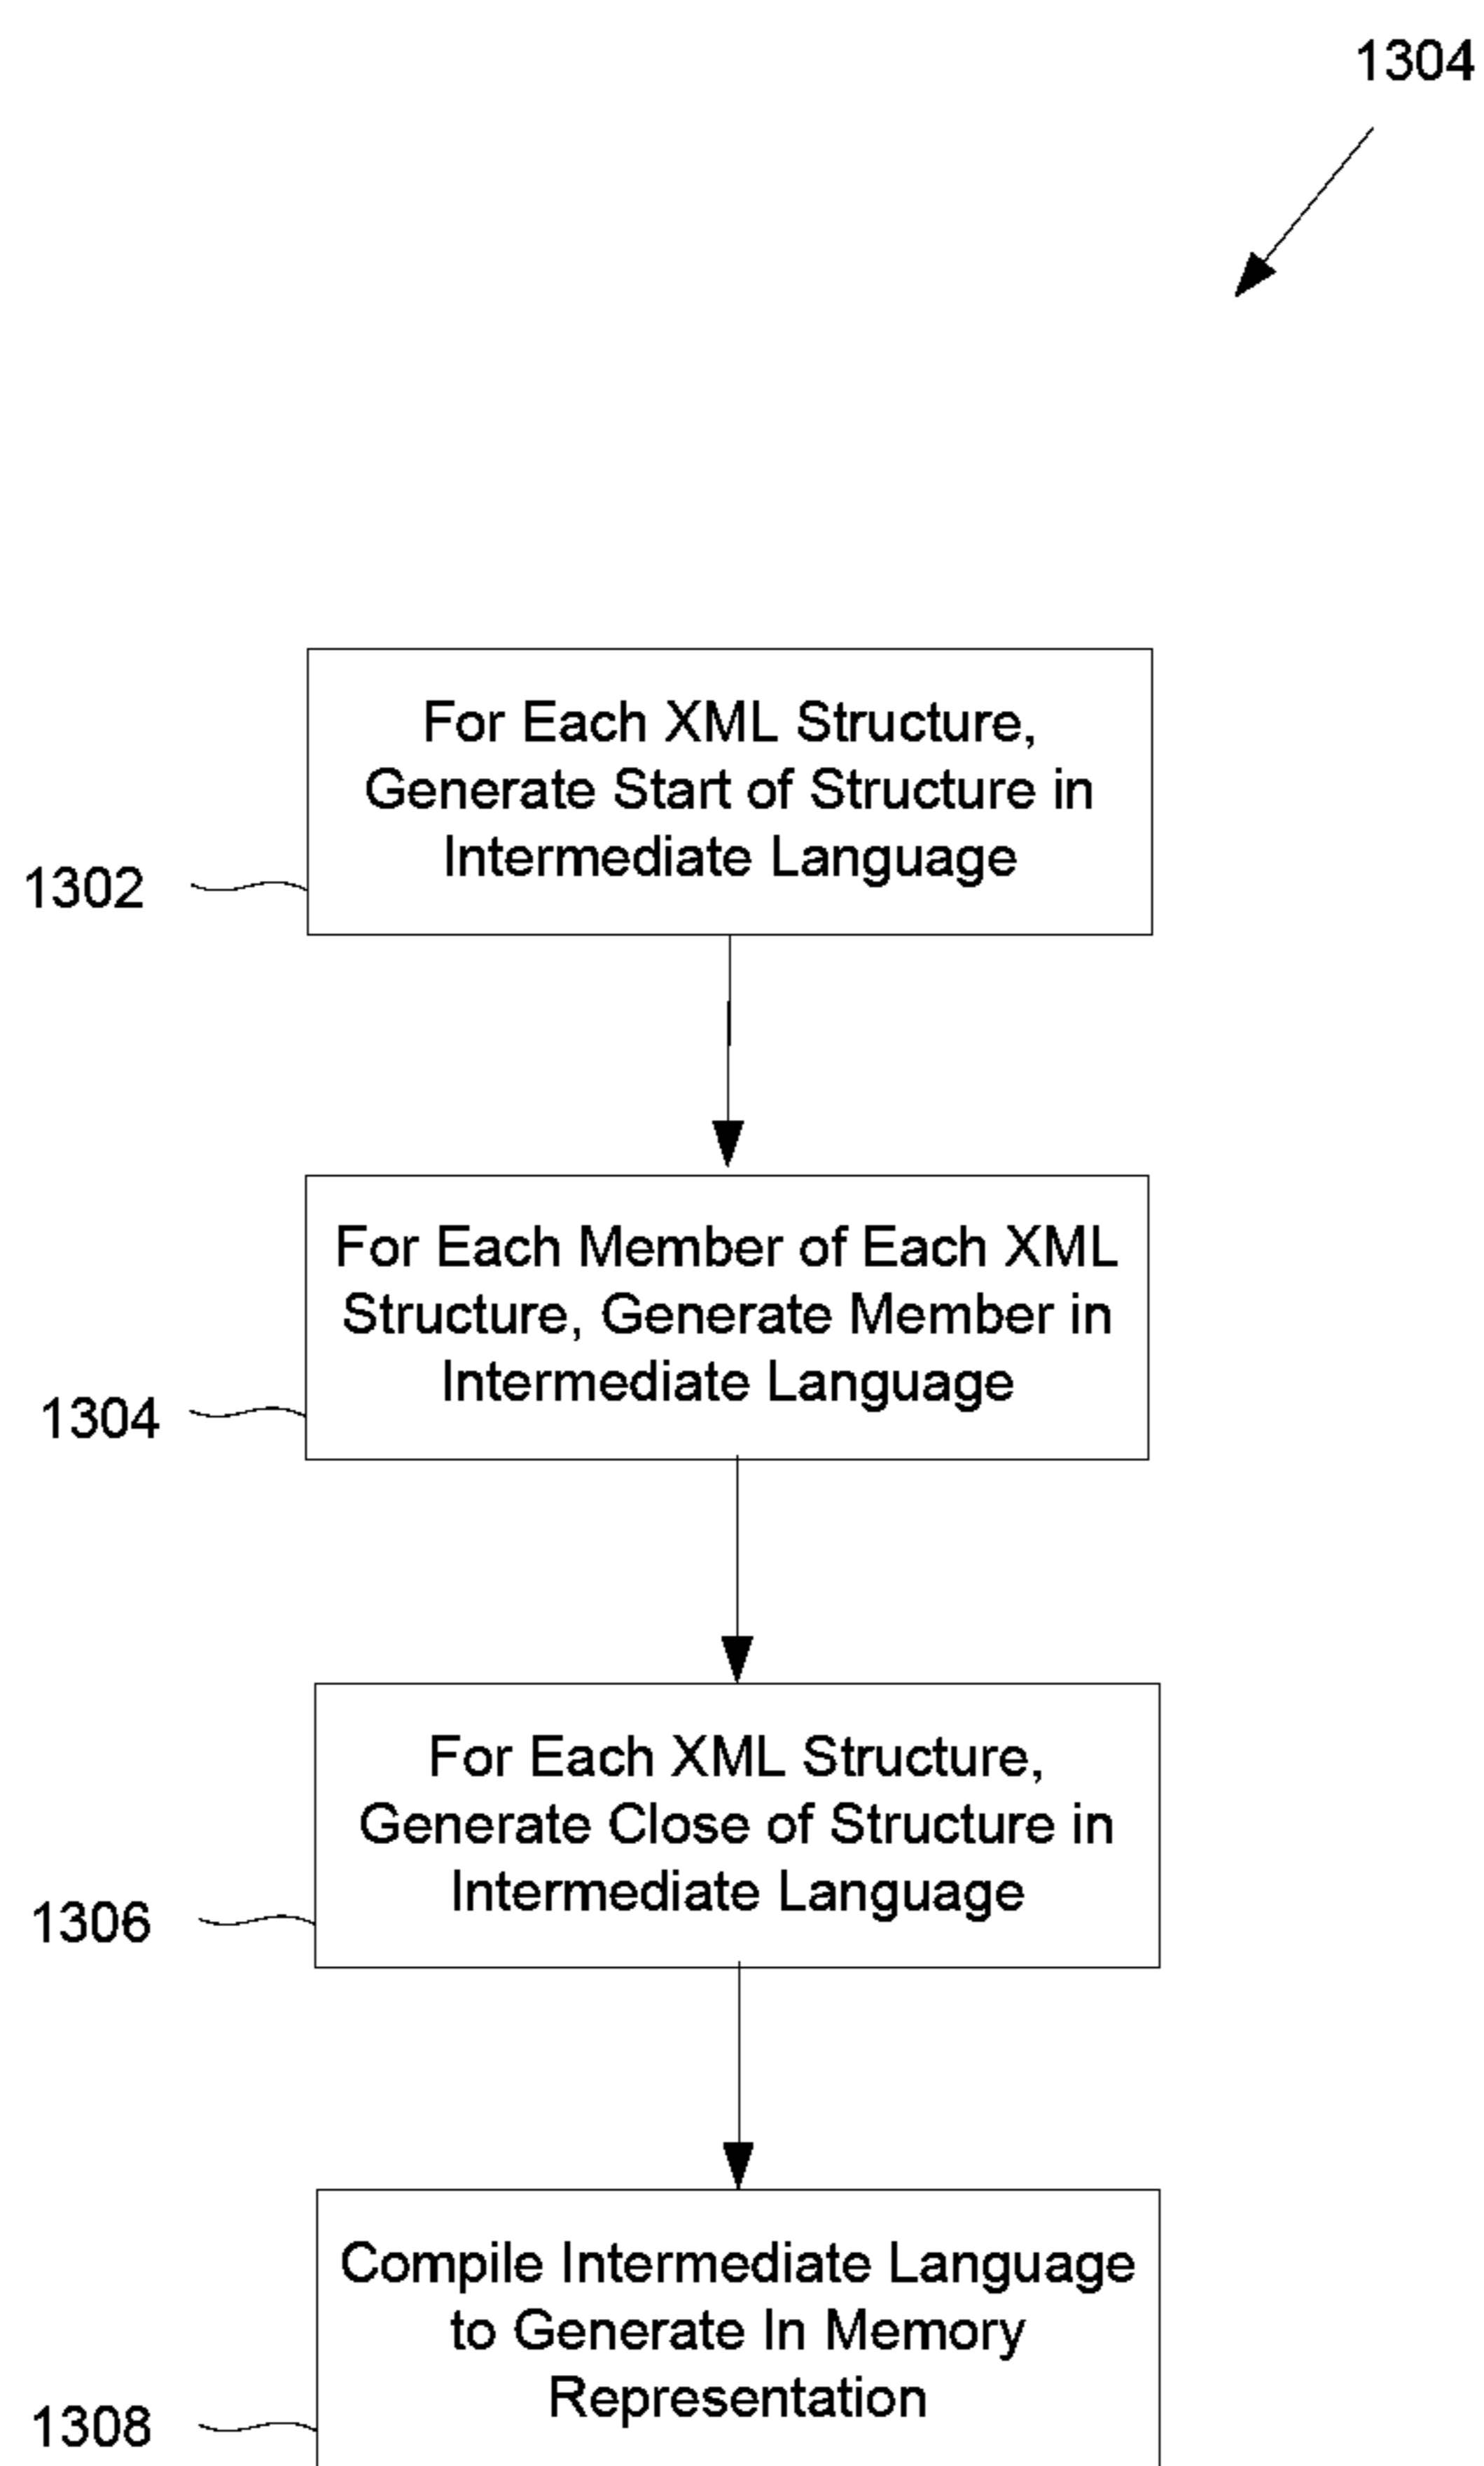 1304
For Each XML Structure,
Generate Start of Structure in
Intermediate Language
1302
For Each Member of Each XML
Structure, Generate Member in
Intermediate Language
1304
For Each XML Structure,
Generate Close of Structure in
Intermediate Language
1306
Compile Intermediate Language
to Generate In Memory
Representation
1308